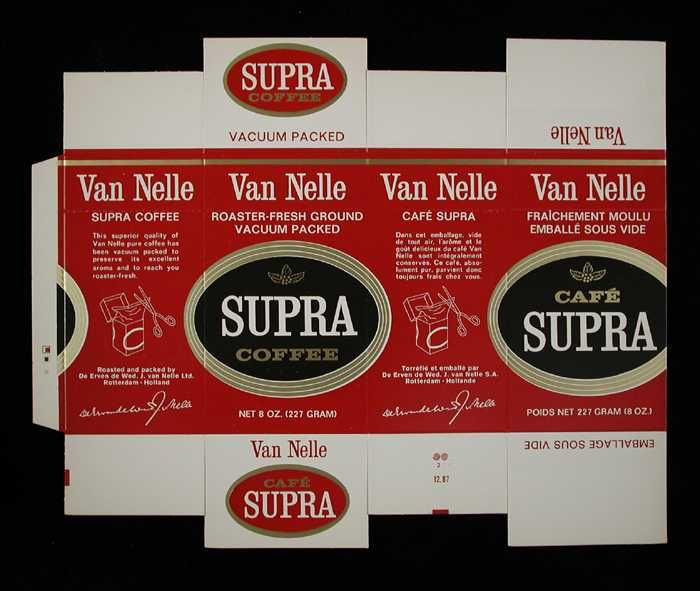 SUPRA
COFFEE
VACUUM PACKED
Van Nelle
Van Nelle
SUPRA COFFEE
This superior quality of
Van Nelle pure coffee has
been vacuum packed to
preserve its excellent
aroma and to reach you
roaster-fresh.
Roasted and packed by
De Erven de Wed. J. van Nelle Ltd.
Rotterdam - Holland
Van Nelle
ROASTER-FRESH GROUND
VACUUM PACKED
SUPRA
COFFEE
NET 8 OZ. (227 GRAM)
Van Nelle
CAFÉ SUPRA
Dans cet emballage, vide
de tout air, l'arôme et le
goût délicieux du café Van
Nelle sont intégralement
conservés. Ce café, abso-
lument pur, parvient donc
toujours frais chez vous.
Torréfié et emballé par
De Erven de Wed. J. van Nelle S.A.
Rotterdam - Hollande
Van Nelle
FRAÎCHEMENT MOULU
EMBALLÉ SOUS VIDE
CAFÉ
SUPRA
POIDS NET 227 GRAM (8 OZ.)
Van Nelle
CAFÉ
SUPRA
12.87
EMBALLAGE SOUS VIDE